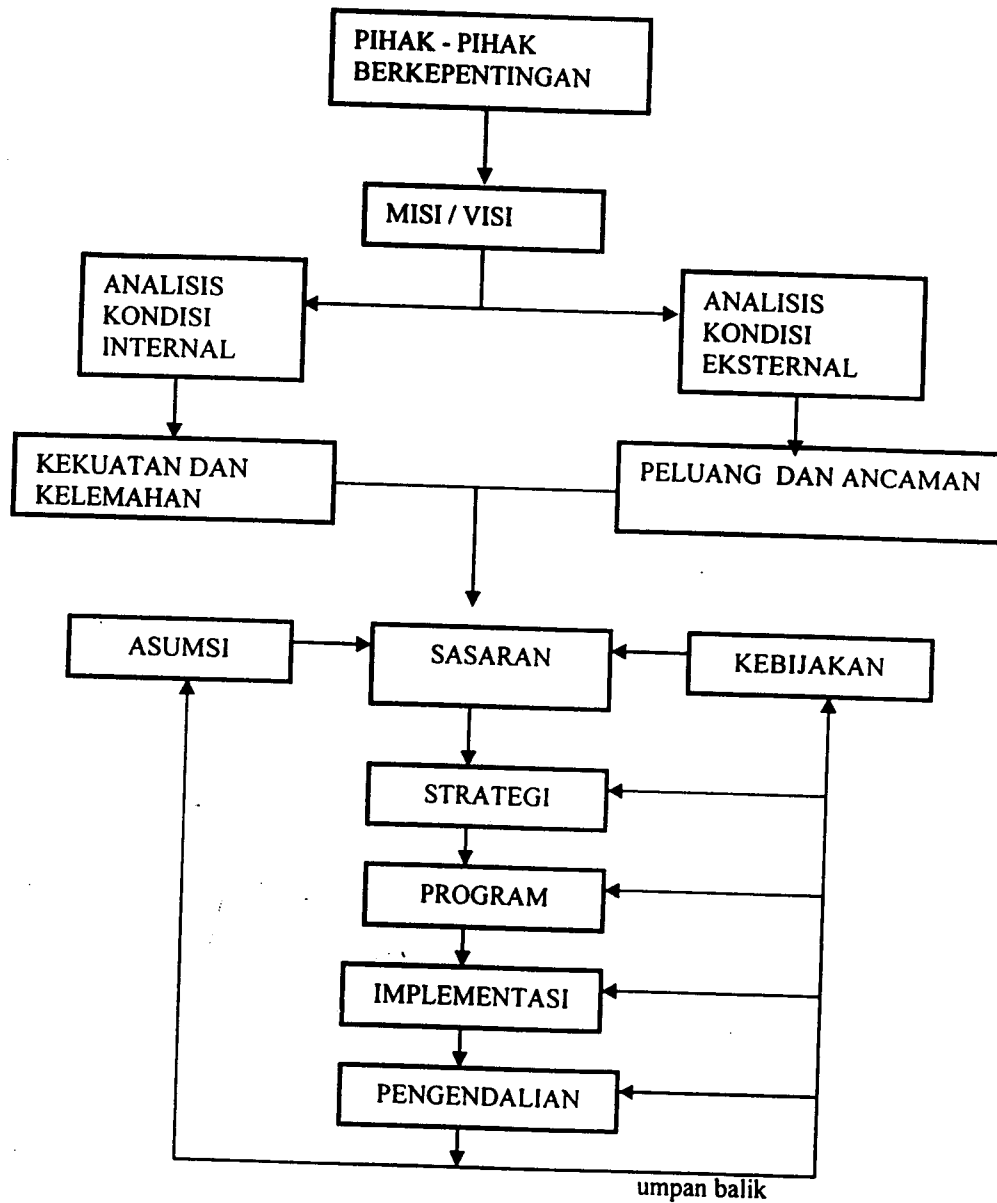 PIHAK - PIHAK
BERKEPENTINGAN
MISI / VISI
ANALISIS
KONDISI
INTERNAL
ANALISIS
KONDISI
EKSTERNAL
KEKUATAN DAN
KELEMAHAN
PELUANG DAN ANCAMAN
ASUMSI
SASARAN
KEBIJAKAN
STRATEGI
PROGRAM
IMPLEMENTASI
PENGENDALIAN
umpan balik